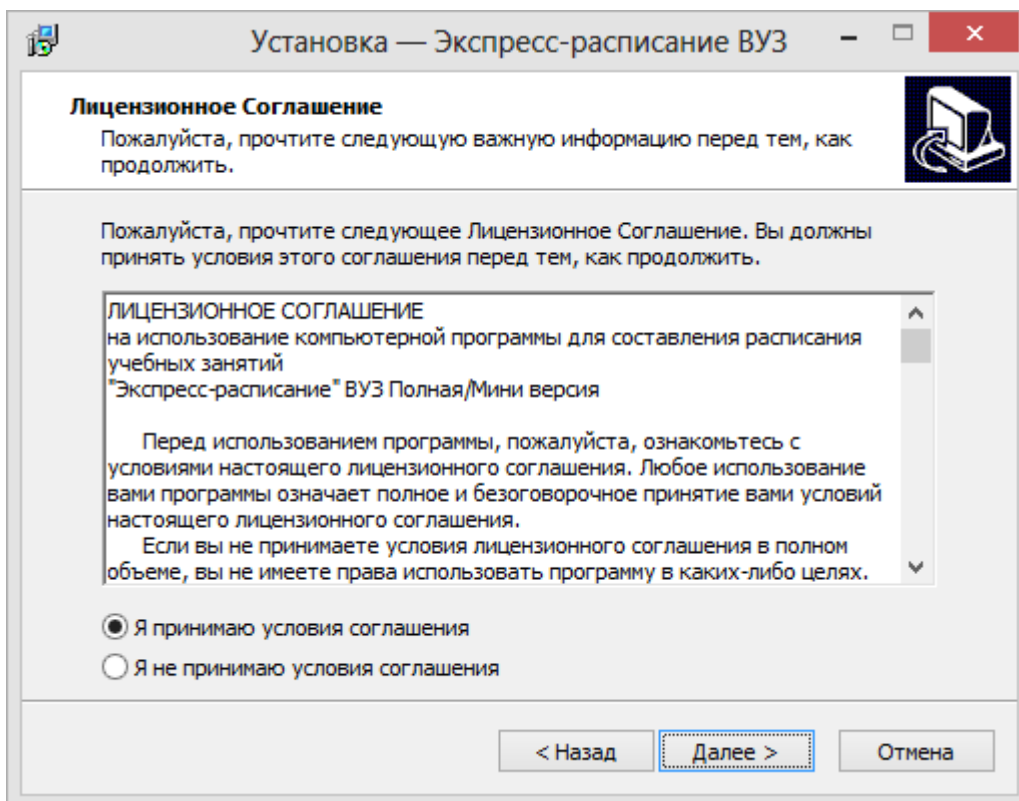 Установка — Экспресс-расписание ВУЗ
Лицензионное Соглашение
Пожалуйста, прочтите следующую важную информацию перед тем, как
продолжить.
Пожалуйста, прочтите следующее Лицензионное Соглашение. Вы должны
принять условия этого соглашения перед тем, как продолжить.
ЛИЦЕНЗИОННОЕ СОГЛАШЕНИЕ
на использование компьютерной программы для составления расписания
учебных занятий
"Экспресс-расписание" ВУЗ Полная/Мини версия
Перед использованием программы, пожалуйста, ознакомьтесь с
условиями настоящего лицензионного соглашения. Любое использование
вами программы означает полное и безоговорочное принятие вами условий
настоящего лицензионного соглашения.
Если вы не принимаете условия лицензионного соглашения в полном
объеме, вы не имеете права использовать программу в каких-либо целях.
Я принимаю условия соглашения
Я не принимаю условия соглашения
< Назад
Далее >
Отмена